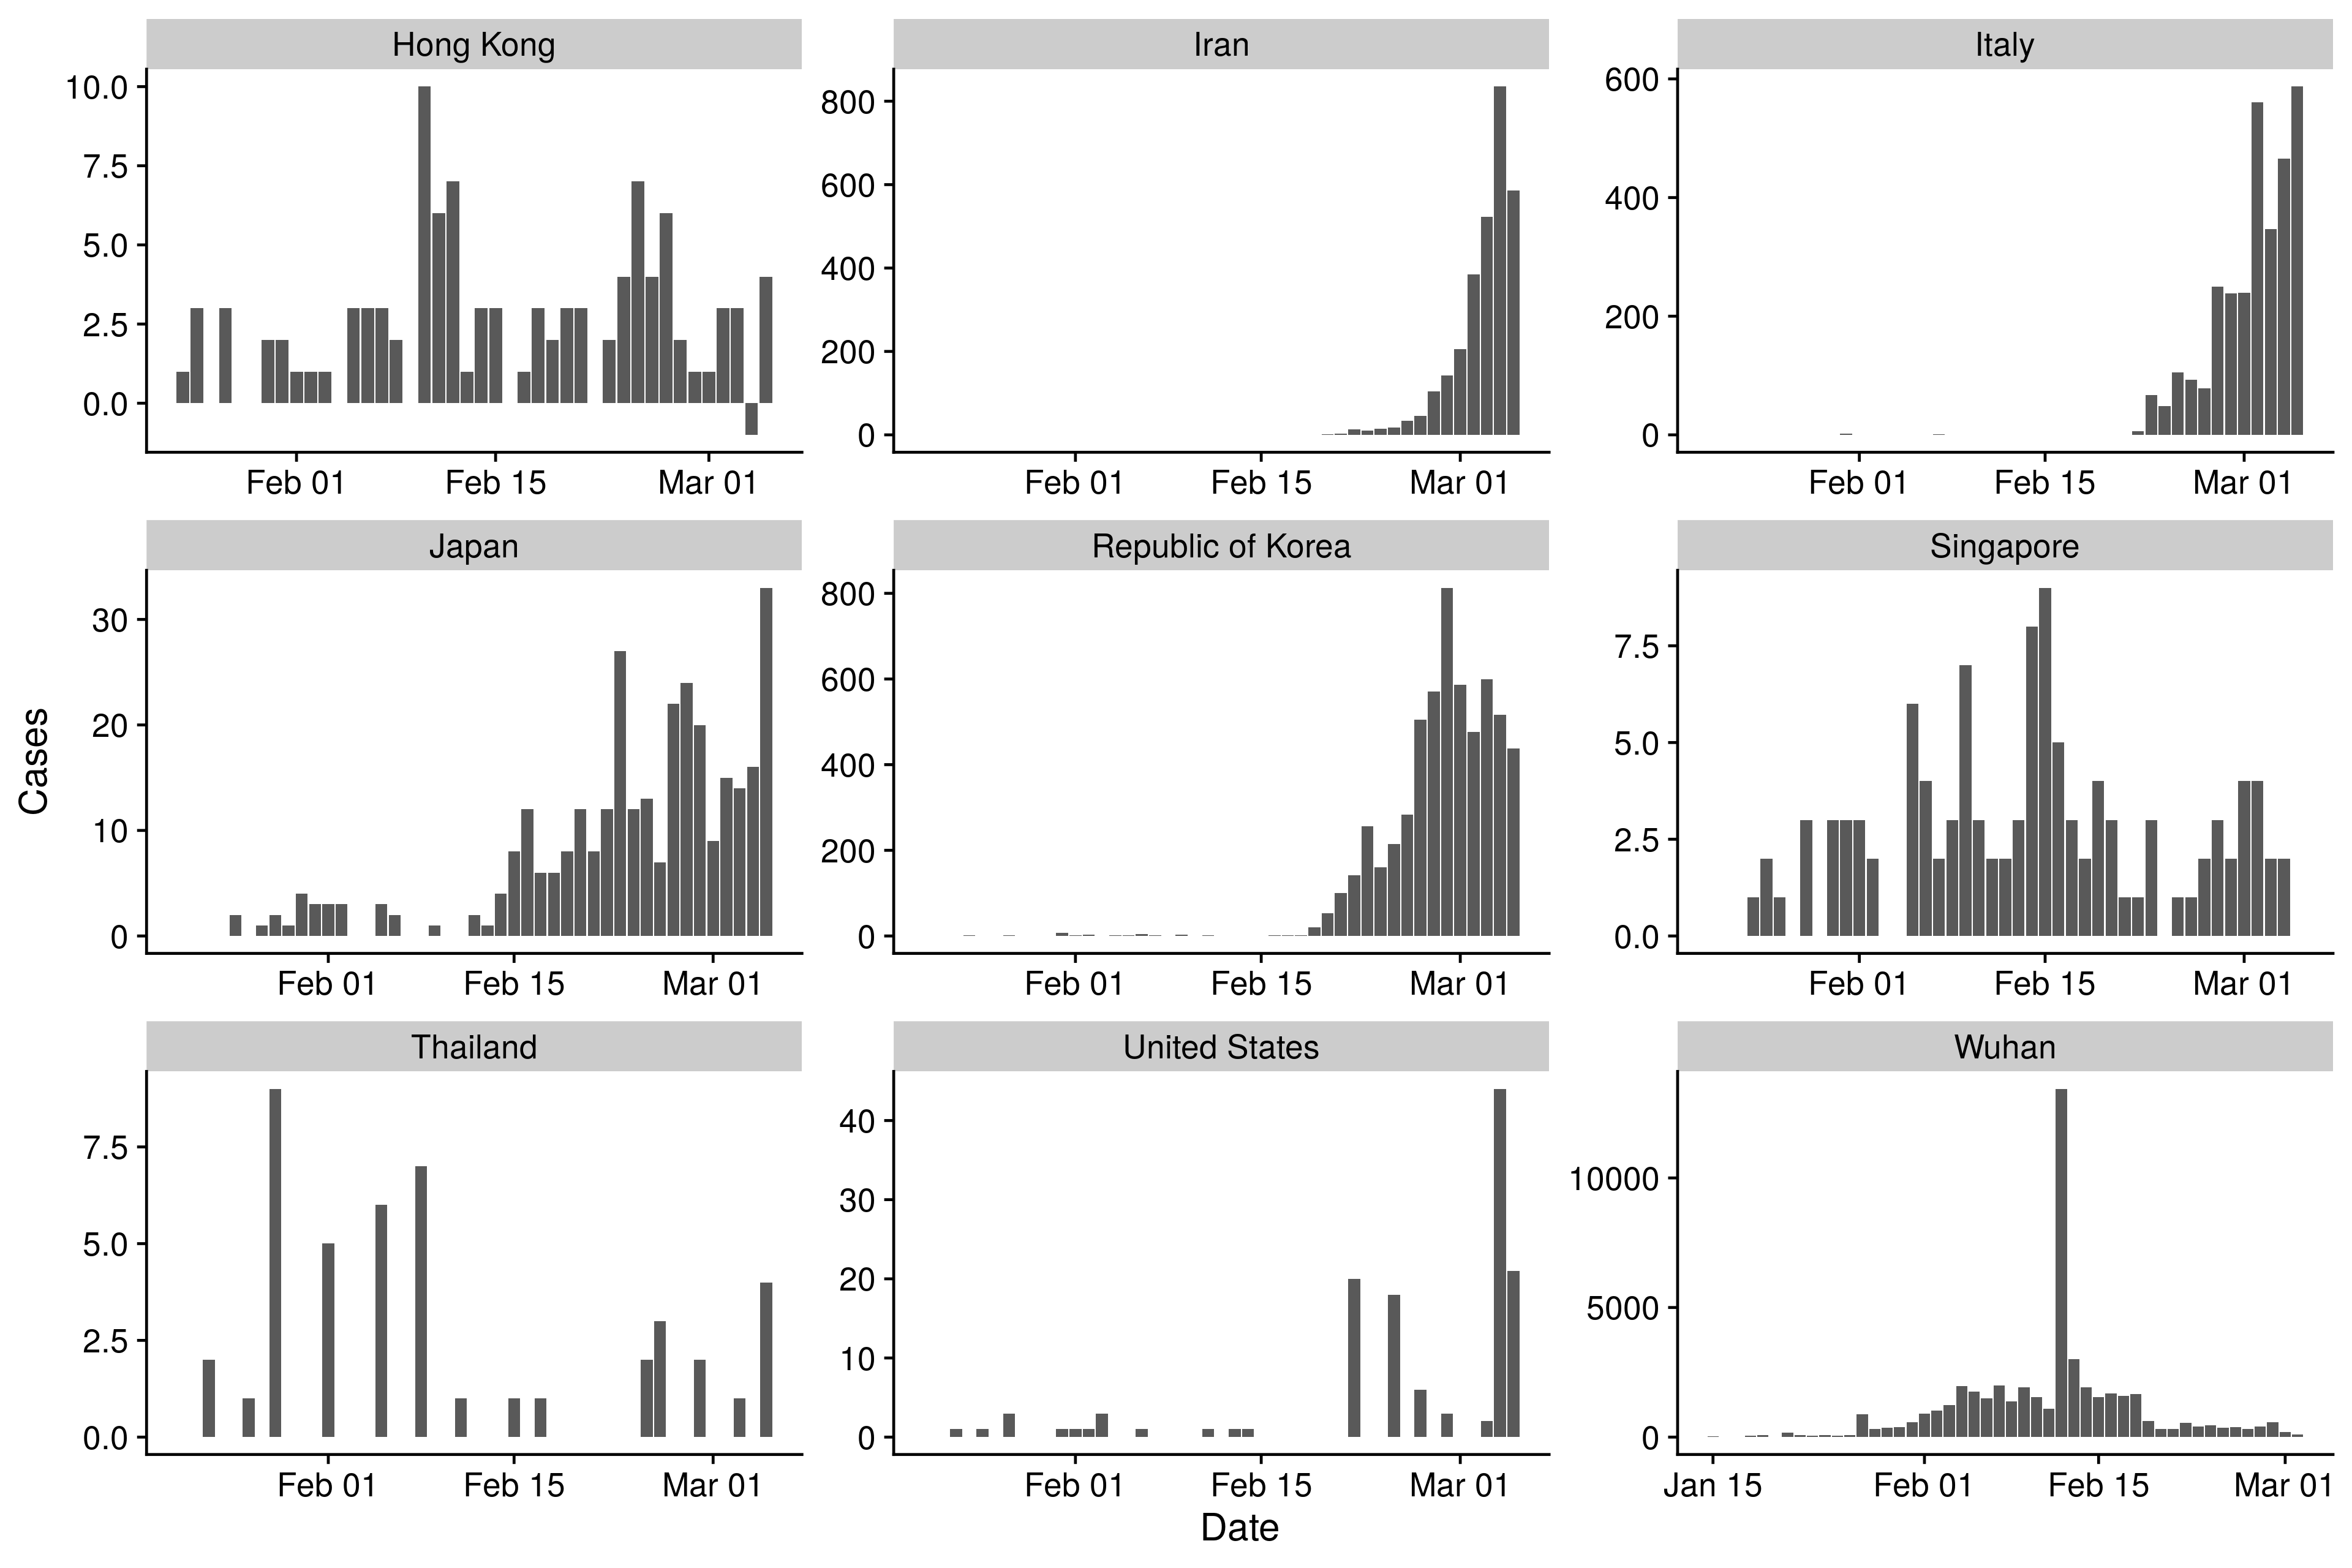 Hong Kong
Iran
Italy
10.0
7.5
5.0
2.5
0.0
Feb 01 Feb 15 Mar 01
800
600
400
200
0
Feb 01 Feb 15 Mar 01
600
400
200
0
Feb 01 Feb 15 Mar 01
Cases
Japan
Republic of Korea
Singapore
30
20
10
0
Feb 01 Feb 15 Mar 01
800
600
400
200
0
Feb 01 Feb 15 Mar 01
7.5
5.0
2.5
0.0
Feb 01 Feb 15 Mar 01
Thailand
United States
Wuhan
7.5
5.0
2.5
0.0
Feb 01 Feb 15 Mar 01
40
30
20
10
0
Feb 01 Feb 15 Mar 01
10000
5000
0
Jan 15 Feb 01 Feb 15 Mar 01
Date